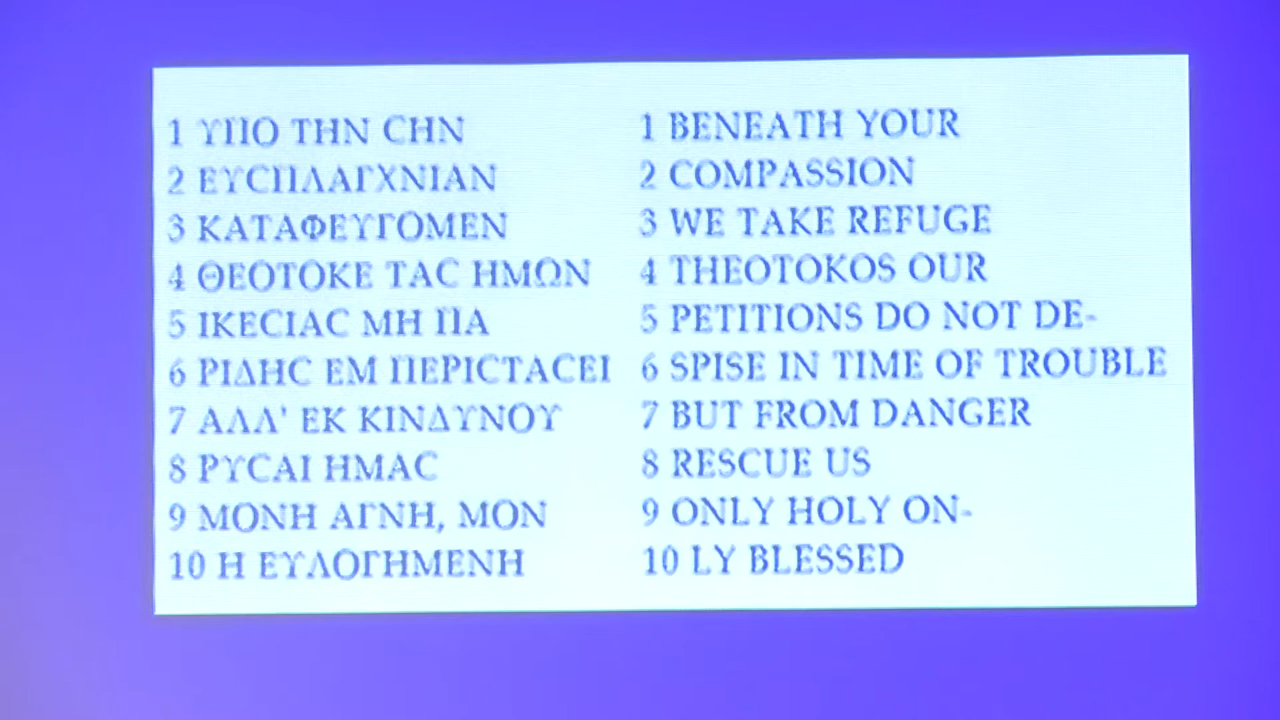 1 ΥΠΟ ΤΗΝ CΗΝ
2 ΕΥCΠΛΑΓΧΝΙΑΝ
3 ΚΑΤΑΦΕΥΓΟΜΕΝ
4 ΘΕΟΤΟΚΕ ΤΑC ΗΜΩΝ
5 ΙΚΕCΙΑC ΜΗ ΠΑ
6 ΡΙΔΗC ΕΜ ΠΕΡΙCΤΑCΕΙ
7 ΑΛΛ' ΕΚ ΚΙΝΔΥΝΟΥ
8 ΡΥCΑΙ ΗΜΑC
9 ΜΟΝΗ ΑΓΝΗ, ΜΟΝ
10 Η ΕΥΛΟΓΗΜΕΝΗ
1 BENEATH YOUR
2 COMPASSION
3 WE TAKE REFUGE
4 THEOTOKOS OUR
5 PETITIONS DO NOT DE-
6 SPISE IN TIME OF TROUBLE
7 BUT FROM DANGER
8 RESCUE US
9 ONLY HOLY ON-
10 LY BLESSED